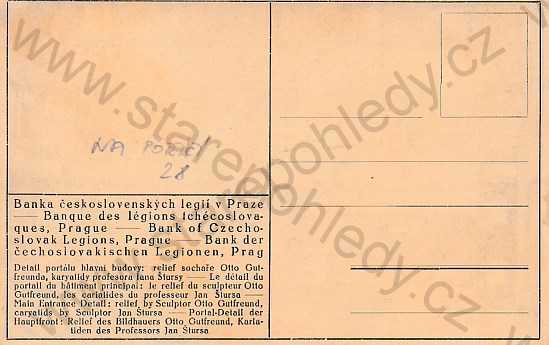 www.starepohledy.cz
NA POŘÍČÍ
28
Banka československých legií v Praze
— Banque des légions tchécoslova-
ques, Prague — Bank of Czecho-
slovak Legions, Prague — Bank der
čechoslovakischen Legionen, Prag
Detail portálu hlavní budovy: relief sochaře Otto Gut-
freunda, karyatidy profesora Jana Štursy — Le détail du
portail du bâtiment principal: le relief du sculpteur Otto
Gutfreund, les cariatides du professeur Jan Štursa —
Main Entrance Detail: relief by Sculptor Otto Gutfreund,
caryatids by Sculptor Jan Štursa — Portal-Detail der
Hauptfront: Relief des Bildhauers Otto Gutfreund, Karia-
tiden des Professors Jan Štursa